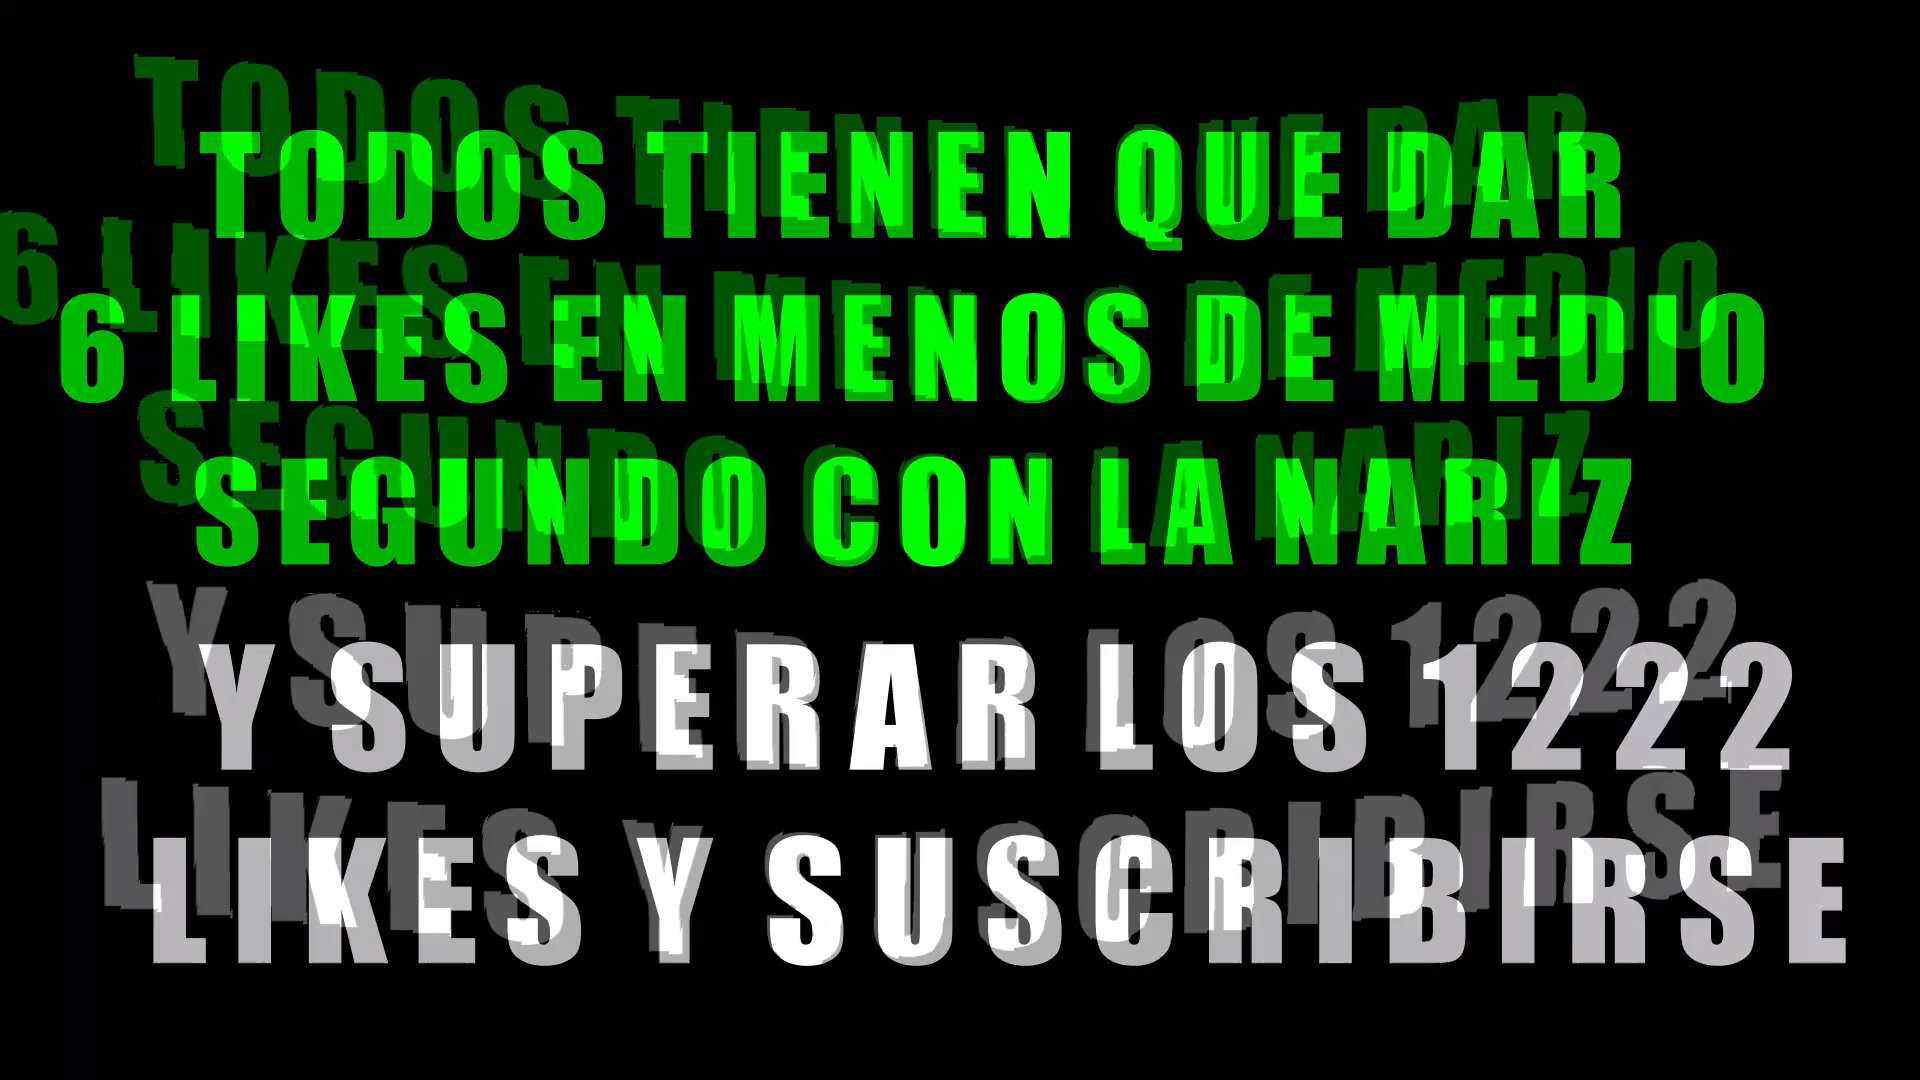 TODOS TIENEN QUE DAR
6 LIKES EN MENOS DE MEDIO
SEGUNDO CON LA NARIZ
Y SUPERAR LOS 1222
LIKES Y SUSCRIBIRSE